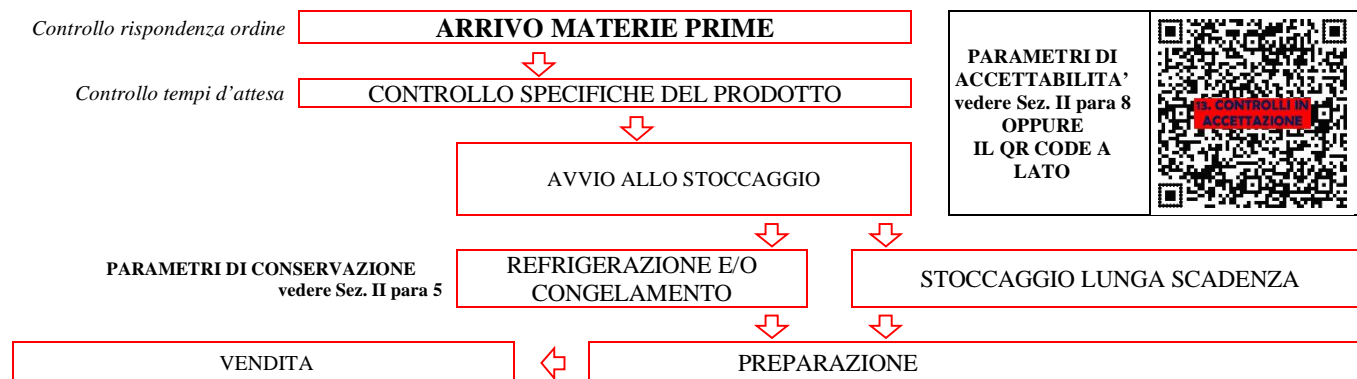 Controllo rispondenza ordine
ARRIVO MATERIE PRIME
Controllo tempi d'attesa
CONTROLLO SPECIFICHE DEL PRODOTTO
PARAMETRI DI
ACCETTABILITA'
vedere Sez. II para 8
OPPURE
IL QR CODE A
LATO
13. CONTROLLI IN
ACCETTAZIONE
AVVIO ALLO STOCCAGGIO
PARAMETRI DI CONSERVAZIONE
vedere Sez. II para 5
REFRIGERAZIONE E/O
CONGELAMENTO
STOCCAGGIO LUNGA SCADENZA
VENDITA
PREPARAZIONE